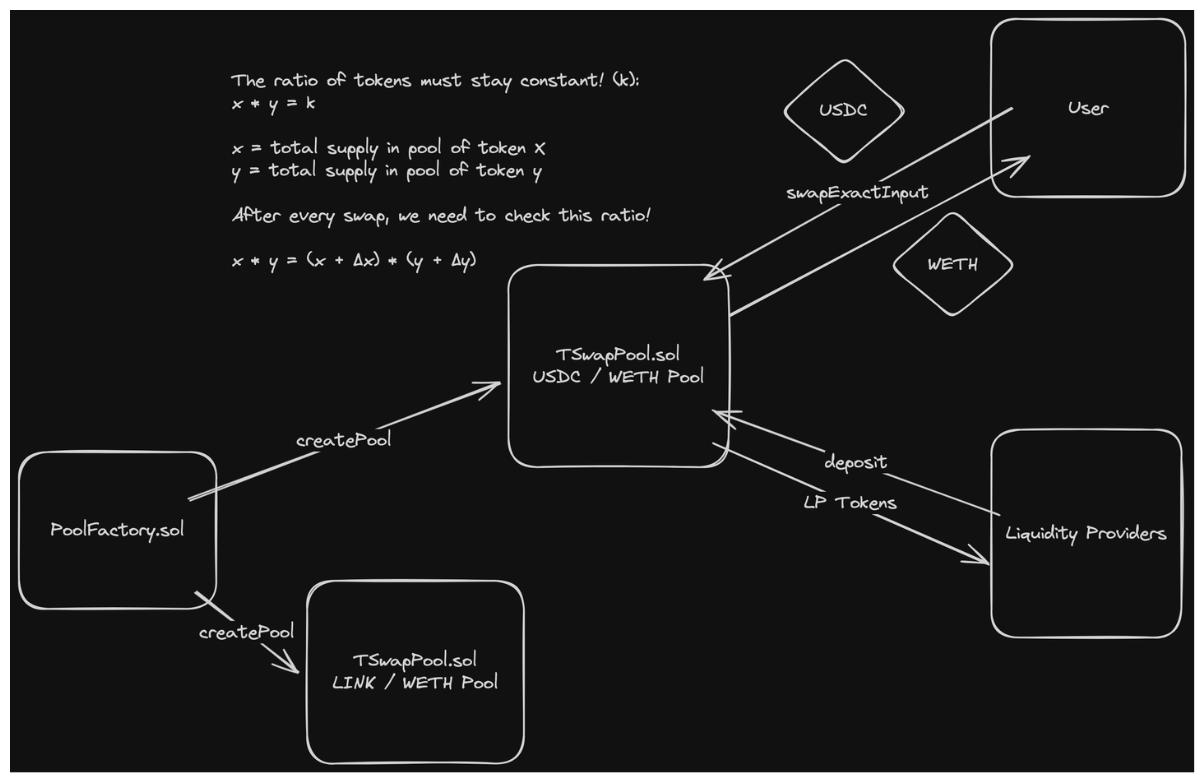 The ratio of tokens must stay constant! (k):
x * y = k
x = total supply in pool of token X
y = total supply in pool of token y
After every swap, we need to check this ratio!
x * y = (x + Δx) * (y + Δy)
USDC
User
swapExactInput
WETH
TSwapPool.sol
USDC / WETH Pool
createPool
deposit
LP Tokens
Liquidity Providers
PoolFactory.sol
createPool
TSwapPool.sol
LINK / WETH Pool